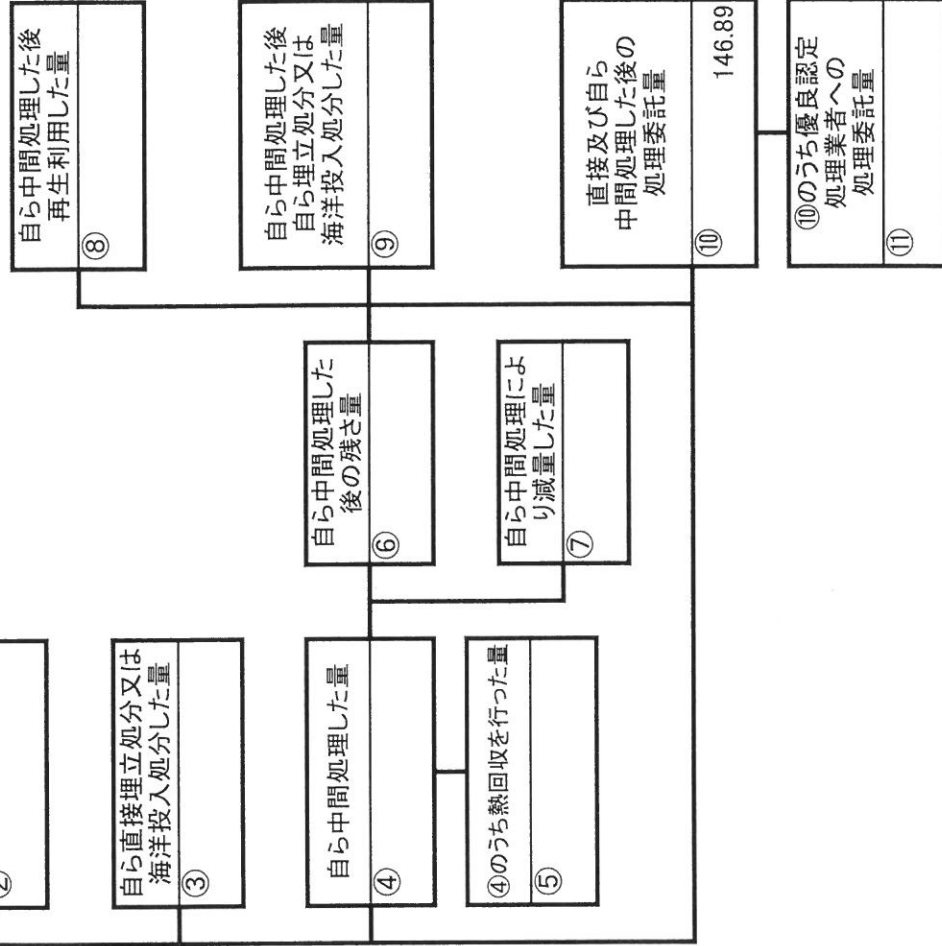 ②
自ら直接埋立処分又は
海洋投入処分した量
③
自ら中間処理した量
④
④のうち熱回収を行った量
⑤
自ら中間処理した
後の残さ量
⑥
自ら中間処理によ
り減量した量
⑦
自ら中間処理した後
再生利用した量
⑧
自ら中間処理した後
自ら埋立処分又は
海洋投入処分した量
⑨
直接及び自ら
中間処理した後の
処理委託量
⑩
146.89
⑩のうち優良認定
処理業者への
処理委託量
⑪